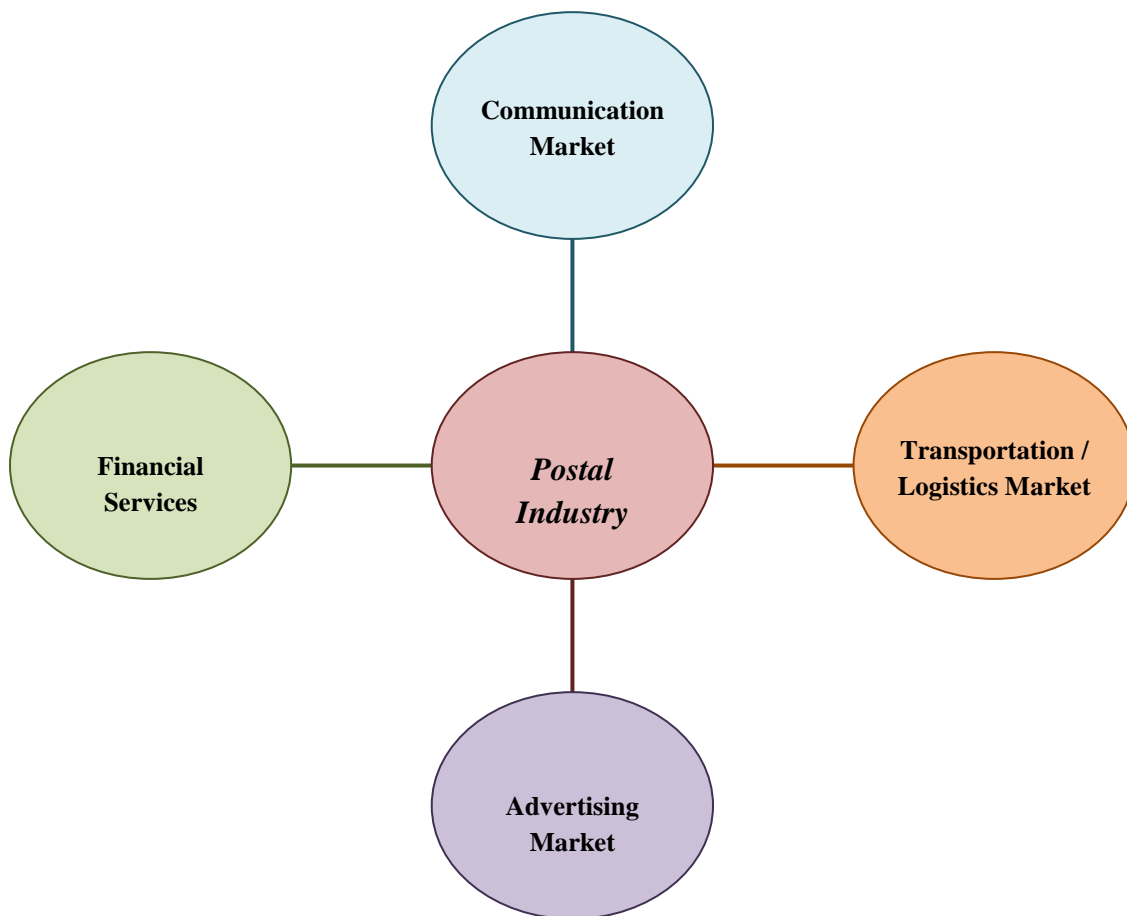 Communication
Market
Financial
Services
Postal
Industry
Transportation /
Logistics Market
Advertising
Market